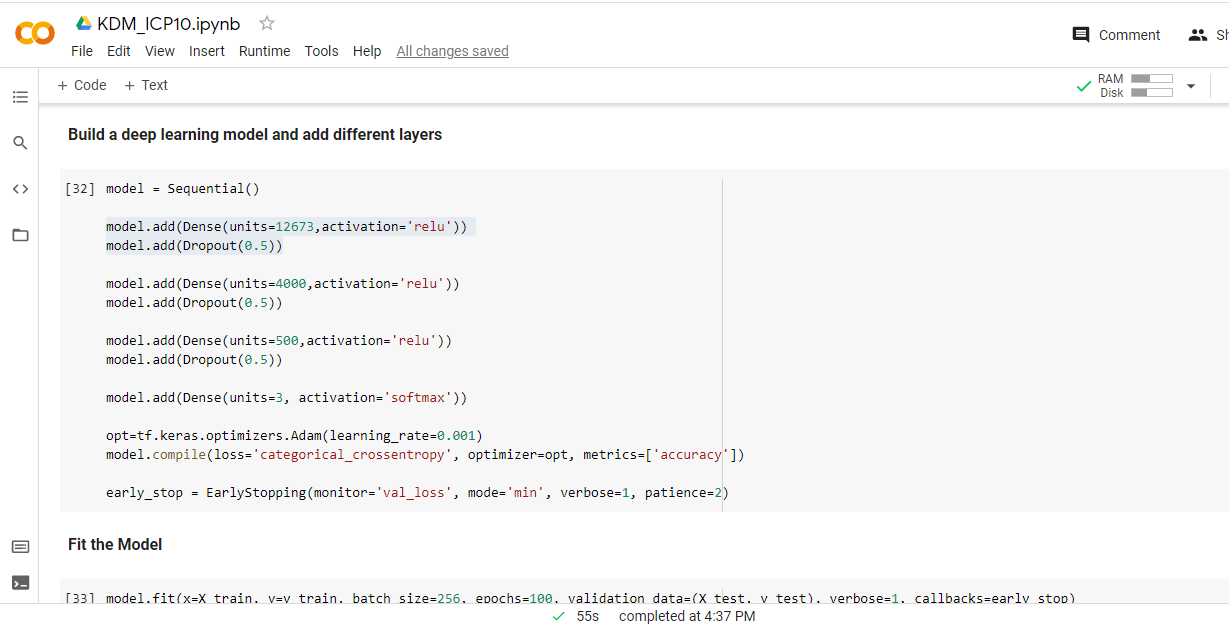 KDM_ICP10.ipynb
Comment
Sh
File Edit View Insert Runtime Tools Help All changes saved
+ Code + Text
RAM
Disk
Build a deep learning model and add different layers
[32] model = Sequential()
model.add(Dense(units=12673,activation='relu'))
model.add(Dropout(0.5))
model.add(Dense(units=4000,activation='relu'))
model.add(Dropout(0.5))
model.add(Dense(units=500,activation='relu'))
model.add(Dropout(0.5))
model.add(Dense(units=3, activation='softmax'))
opt=tf.keras.optimizers.Adam(learning_rate=0.001)
model.compile(loss='categorical_crossentropy', optimizer=opt, metrics=['accuracy'])
early_stop = EarlyStopping(monitor='val_loss', mode='min', verbose=1, patience=2)
Fit the Model
[33] model.fit(x=X_train, y=y_train, batch_size=256, epochs=100, validation_data=(X_test, y_test), verbose=1, callbacks=early_stop)
55s completed at 4:37 PM